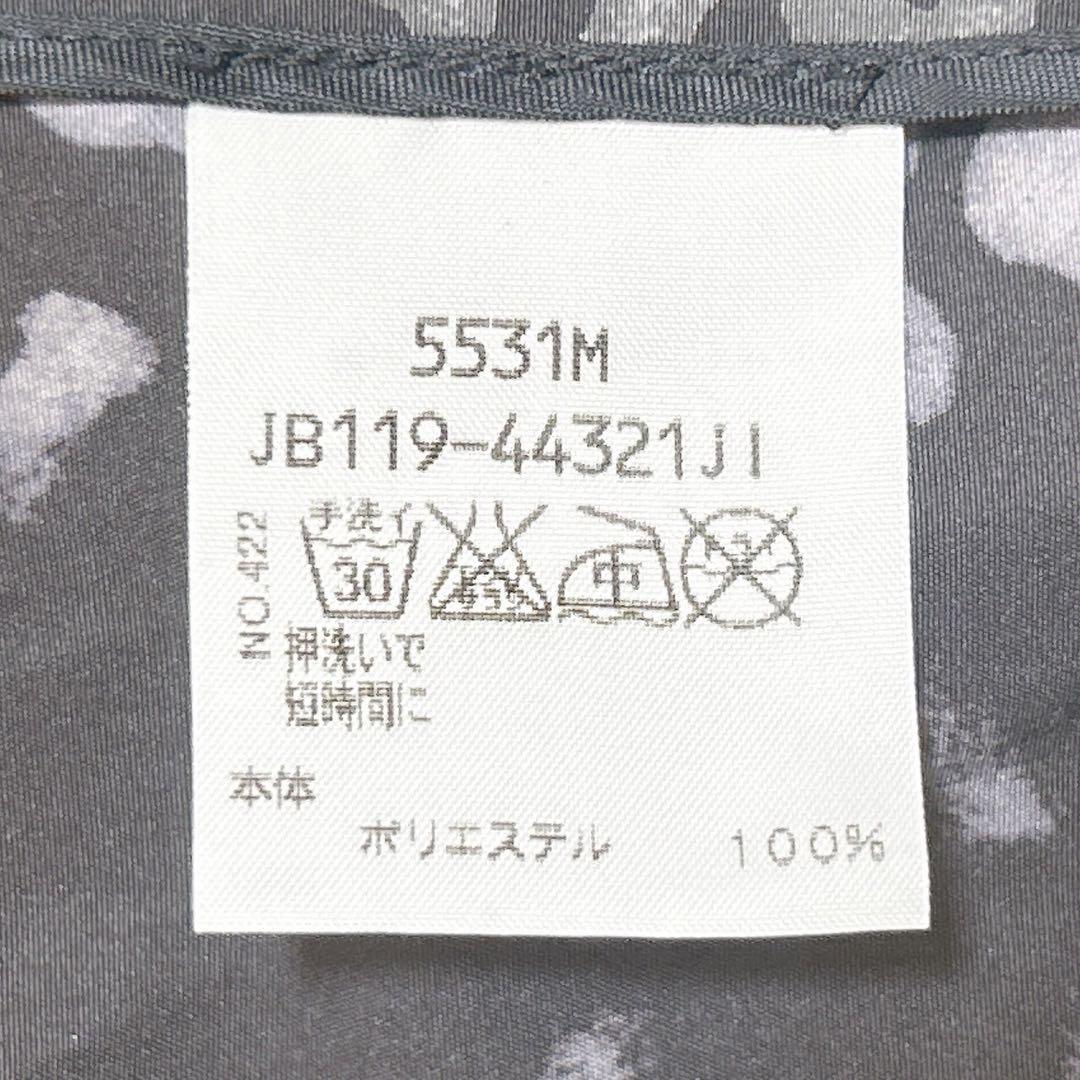 5531M
JB119-44321JI
手洗イ
30
中
NO.422
押洗いで
短時間に
本体
ポリエステル 100%